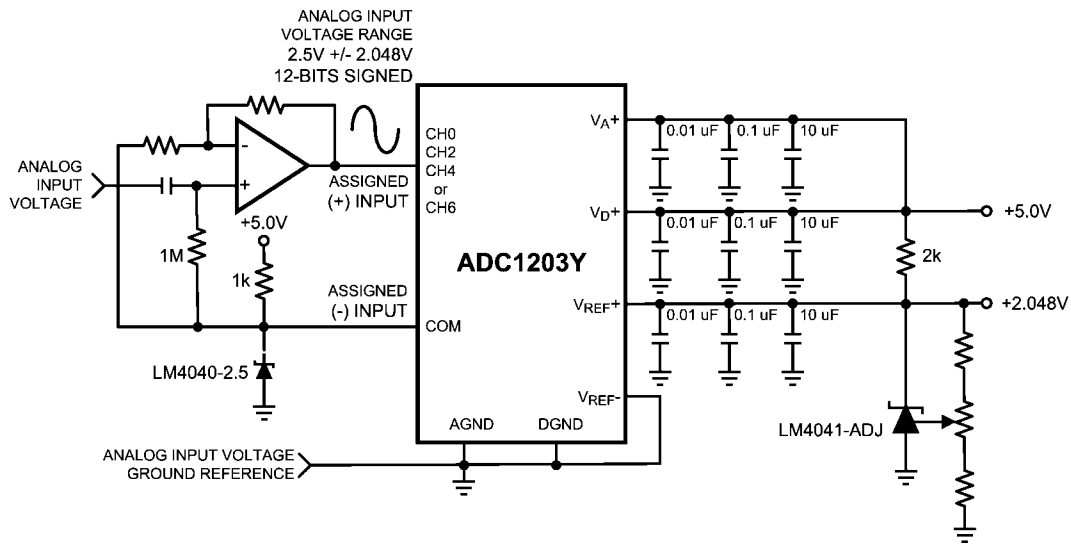 ANALOG INPUT
VOLTAGE RANGE
2.5V +/- 2.048V
12-BITS SIGNED
ANALOG
INPUT
VOLTAGE
-
+
+5.0V
1M
1k
LM4040-2.5
ASSIGNED
(+) INPUT
ASSIGNED
(-) INPUT
CH0
CH2
CH4
or
CH6
COM
ADC1203Y
AGND
DGND
VA+
VD+
VREF+
VREF-
0.01 uF
0.1 uF
10 uF
0.01 uF
0.1 uF
10 uF
0.01 uF
0.1 uF
10 uF
+5.0V
2k
+2.048V
LM4041-ADJ
ANALOG INPUT VOLTAGE
GROUND REFERENCE